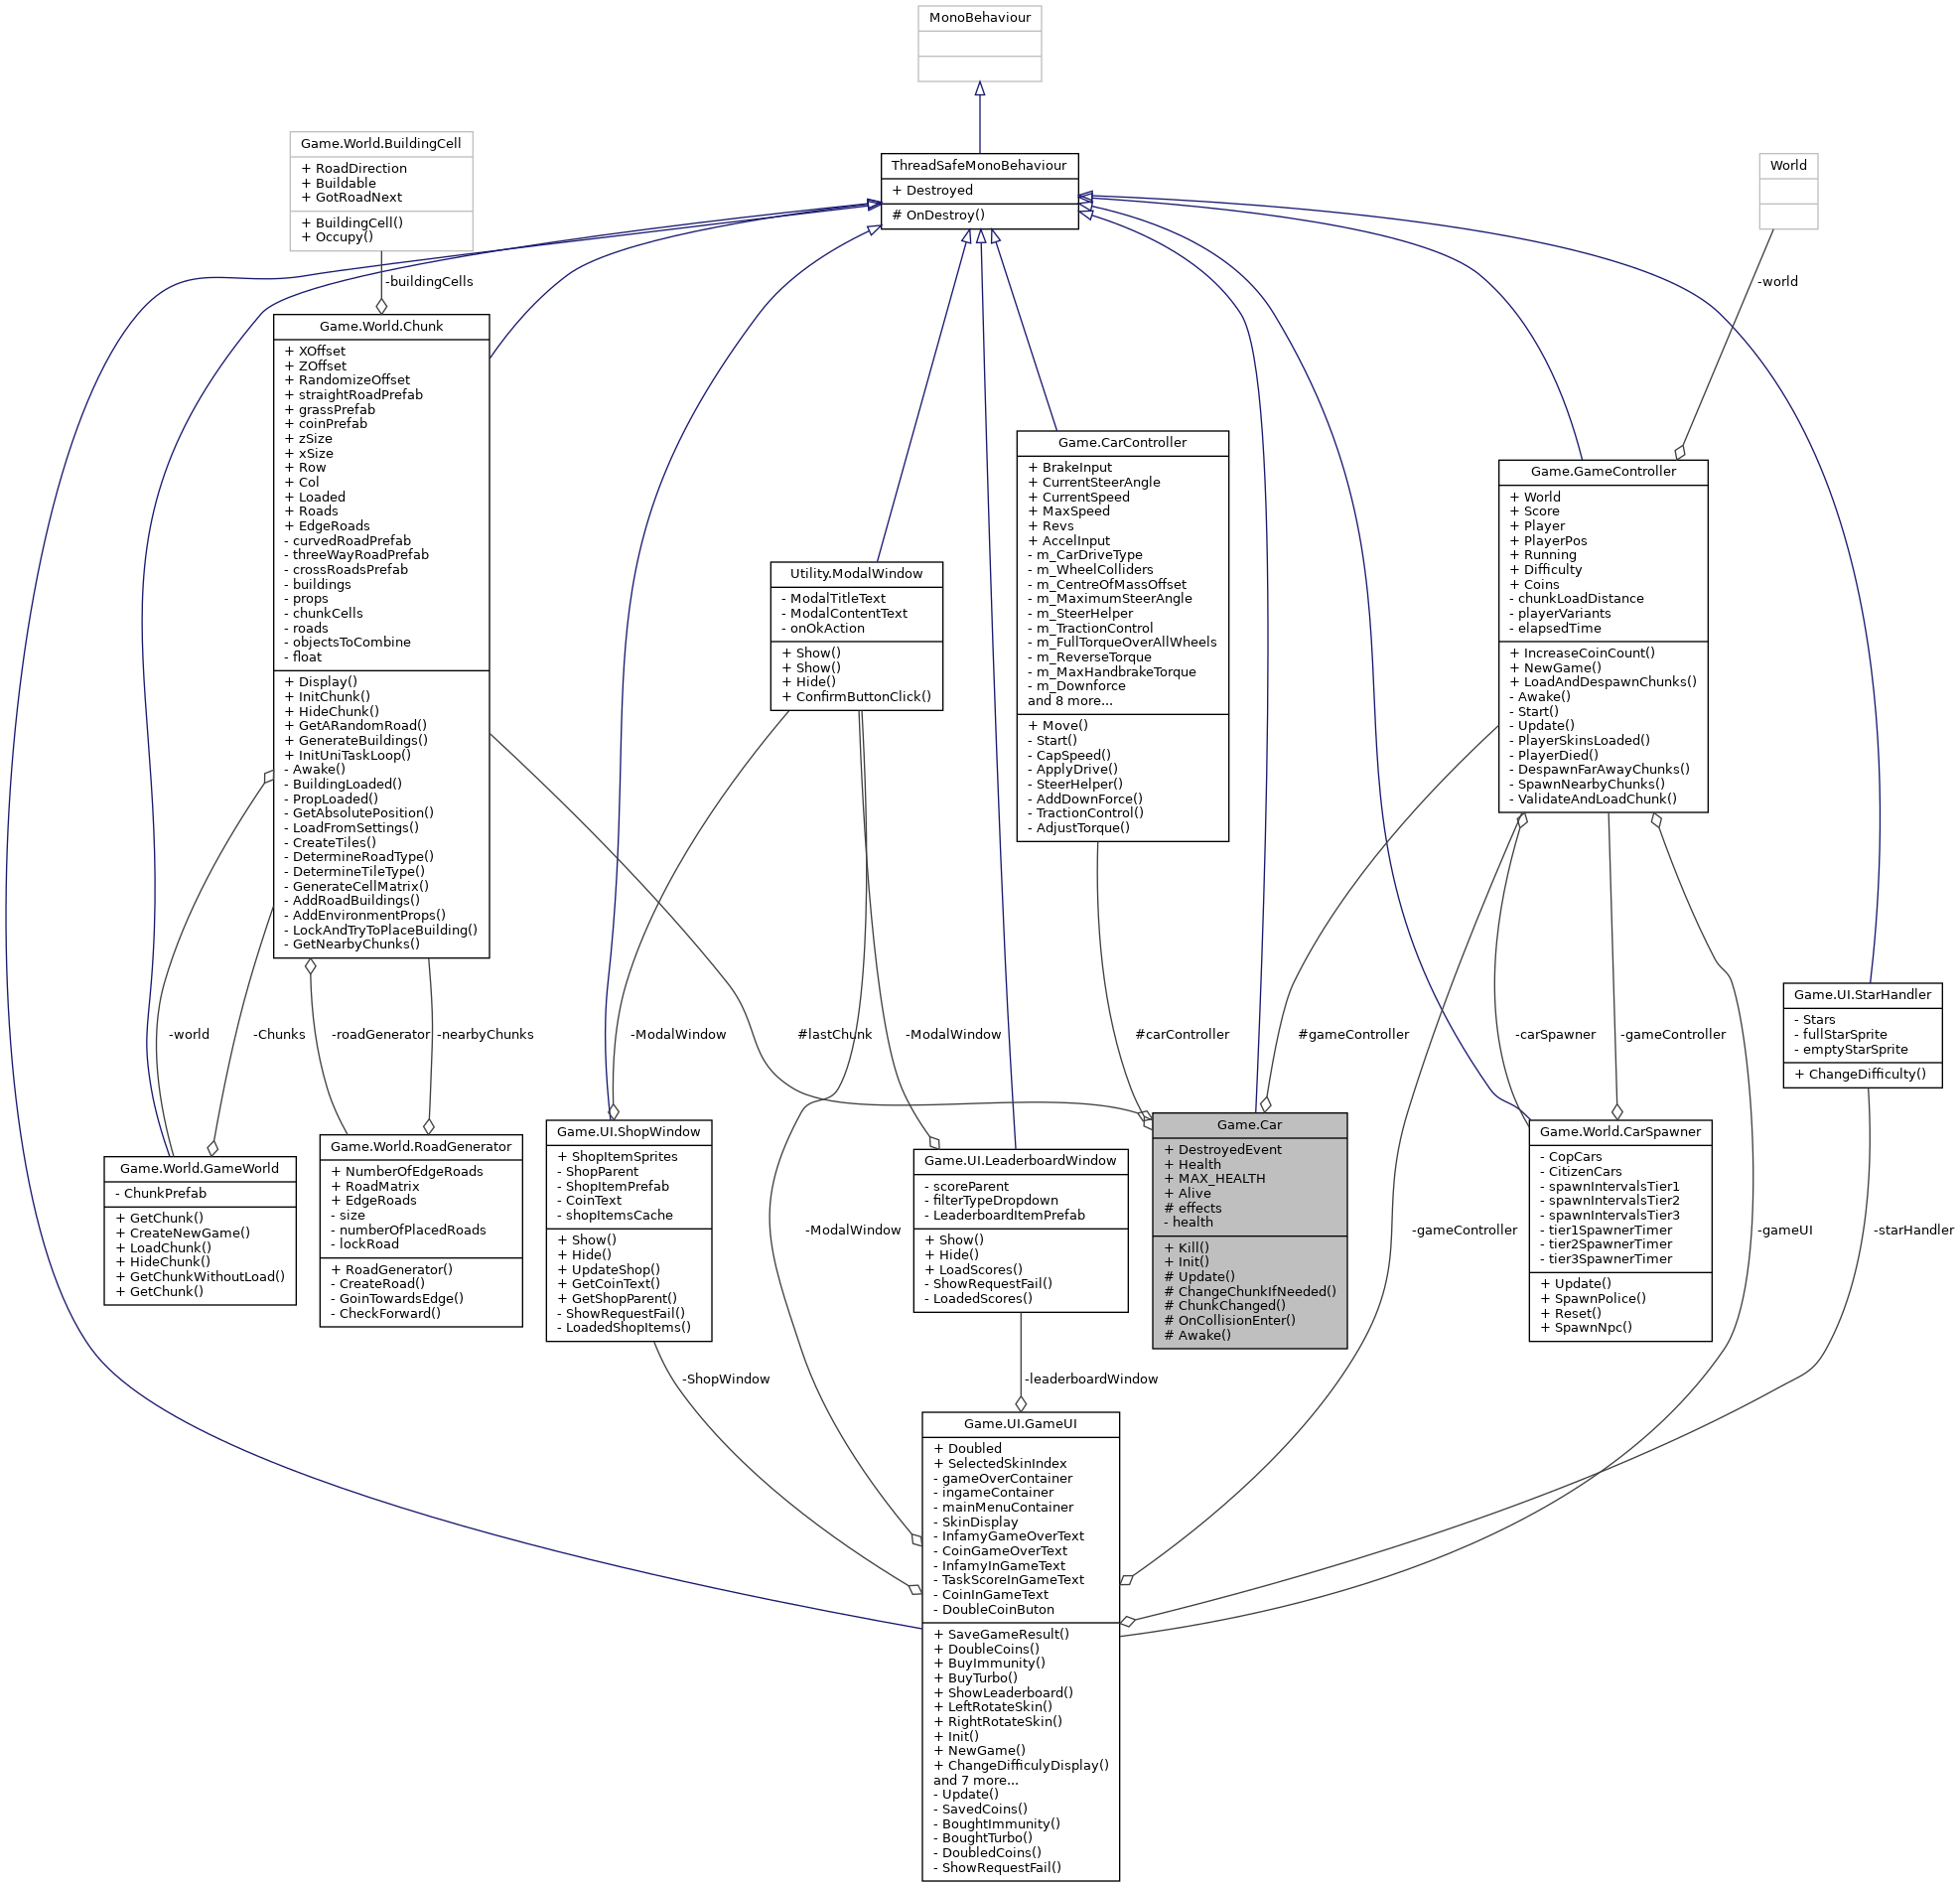 MonoBehaviour
Game.World.BuildingCell
+ RoadDirection
+ Buildable
+ GotRoadNext
+ BuildingCell()
+ Occupy()
ThreadSafeMonoBehaviour
+ Destroyed
# OnDestroy()
World
-buildingCells
-world
Game.World.Chunk
+ XOffset
+ ZOffset
+ RandomizeOffset
+ straightRoadPrefab
+ grassPrefab
+ coinPrefab
+ zSize
+ xSize
+ Row
+ Col
+ Loaded
+ Roads
+ EdgeRoads
- curvedRoadPrefab
- threeWayRoadPrefab
- crossRoadsPrefab
- buildings
- props
- chunkCells
- roads
- objectsToCombine
- float
+ Display()
+ InitChunk()
+ HideChunk()
+ GetARandomRoad()
+ GenerateBuildings()
+ InitUniTaskLoop()
- Awake()
- BuildingLoaded()
- PropLoaded()
- GetAbsolutePosition()
- LoadFromSettings()
- CreateTiles()
- DetermineRoadType()
- DetermineTileType()
- GenerateCellMatrix()
- AddRoadBuildings()
- AddEnvironmentProps()
- LockAndTryToPlaceBuilding()
- GetNearbyChunks()
Utility.ModalWindow
- ModalTitleText
- ModalContentText
- onOkAction
+ Show()
+ Show()
+ Hide()
+ ConfirmButtonClick()
Game.CarController
+ BrakeInput
+ CurrentSteerAngle
+ CurrentSpeed
+ MaxSpeed
+ Revs
+ AccelInput
- m_CarDriveType
- m_WheelColliders
- m_CentreOfMassOffset
- m_MaximumSteerAngle
- m_SteerHelper
- m_TractionControl
- m_FullTorqueOverAllWheels
- m_ReverseTorque
- m_MaxHandbrakeTorque
- m_Downforce
and 8 more...
+ Move()
- Start()
- CapSpeed()
- ApplyDrive()
- SteerHelper()
- AddDownForce()
- TractionControl()
- AdjustTorque()
Game.GameController
+ World
+ Score
+ Player
+ PlayerPos
+ Running
+ Difficulty
+ Coins
- chunkLoadDistance
- playerVariants
- elapsedTime
+ IncreaseCoinCount()
+ NewGame()
+ LoadAndDespawnChunks()
- Awake()
- Start()
- Update()
- PlayerSkinsLoaded()
- PlayerDied()
- DespawnFarAwayChunks()
- SpawnNearbyChunks()
- ValidateAndLoadChunk()
Game.UI.StarHandler
- Stars
- fullStarSprite
- emptyStarSprite
+ ChangeDifficulty()
-world
-Chunks
-roadGenerator
-nearbyChunks
-ModalWindow
#lastChunk
-ModalWindow
#carController
#gameController
-carSpawner
-gameController
Game.World.GameWorld
- ChunkPrefab
+ GetChunk()
+ CreateNewGame()
+ LoadChunk()
+ HideChunk()
+ GetChunkWithoutLoad()
+ GetChunk()
Game.World.RoadGenerator
+ NumberOfEdgeRoads
+ RoadMatrix
+ EdgeRoads
- size
- numberOfPlacedRoads
- lockRoad
+ RoadGenerator()
- CreateRoad()
- GoinTowardsEdge()
- CheckForward()
Game.UI.ShopWindow
+ ShopItemSprites
- ShopParent
- ShopItemPrefab
- CoinText
- shopItemsCache
+ Show()
+ Hide()
+ UpdateShop()
+ GetCoinText()
+ GetShopParent()
- ShowRequestFail()
- LoadedShopItems()
Game.UI.LeaderboardWindow
- scoreParent
- filterTypeDropdown
- LeaderboardItemPrefab
+ Show()
+ Hide()
+ LoadScores()
- ShowRequestFail()
- LoadedScores()
Game.Car
+ DestroyedEvent
+ Health
+ MAX_HEALTH
+ Alive
# effects
- health
+ Kill()
+ Init()
# Update()
# ChangeChunkIfNeeded()
# ChunkChanged()
# OnCollisionEnter()
# Awake()
Game.World.CarSpawner
- CopCars
- CitizenCars
- spawnIntervalsTier1
- spawnIntervalsTier2
- spawnIntervalsTier3
- tier1SpawnerTimer
- tier2SpawnerTimer
- tier3SpawnerTimer
+ Update()
+ SpawnPolice()
+ Reset()
+ SpawnNpc()
-ModalWindow
-gameController
-gameUI
-starHandler
-ShopWindow
-leaderboardWindow
Game.UI.GameUI
+ Doubled
+ SelectedSkinIndex
- gameOverContainer
- ingameContainer
- mainMenuContainer
- SkinDisplay
- InfamyGameOverText
- CoinGameOverText
- InfamyInGameText
- TaskScoreInGameText
- CoinInGameText
- DoubleCoinButon
+ SaveGameResult()
+ DoubleCoins()
+ BuyImmunity()
+ BuyTurbo()
+ ShowLeaderboard()
+ LeftRotateSkin()
+ RightRotateSkin()
+ Init()
+ NewGame()
+ ChangeDifficulyDisplay()
and 7 more...
- Update()
- SavedCoins()
- BoughtImmunity()
- BoughtTurbo()
- DoubledCoins()
- ShowRequestFail()